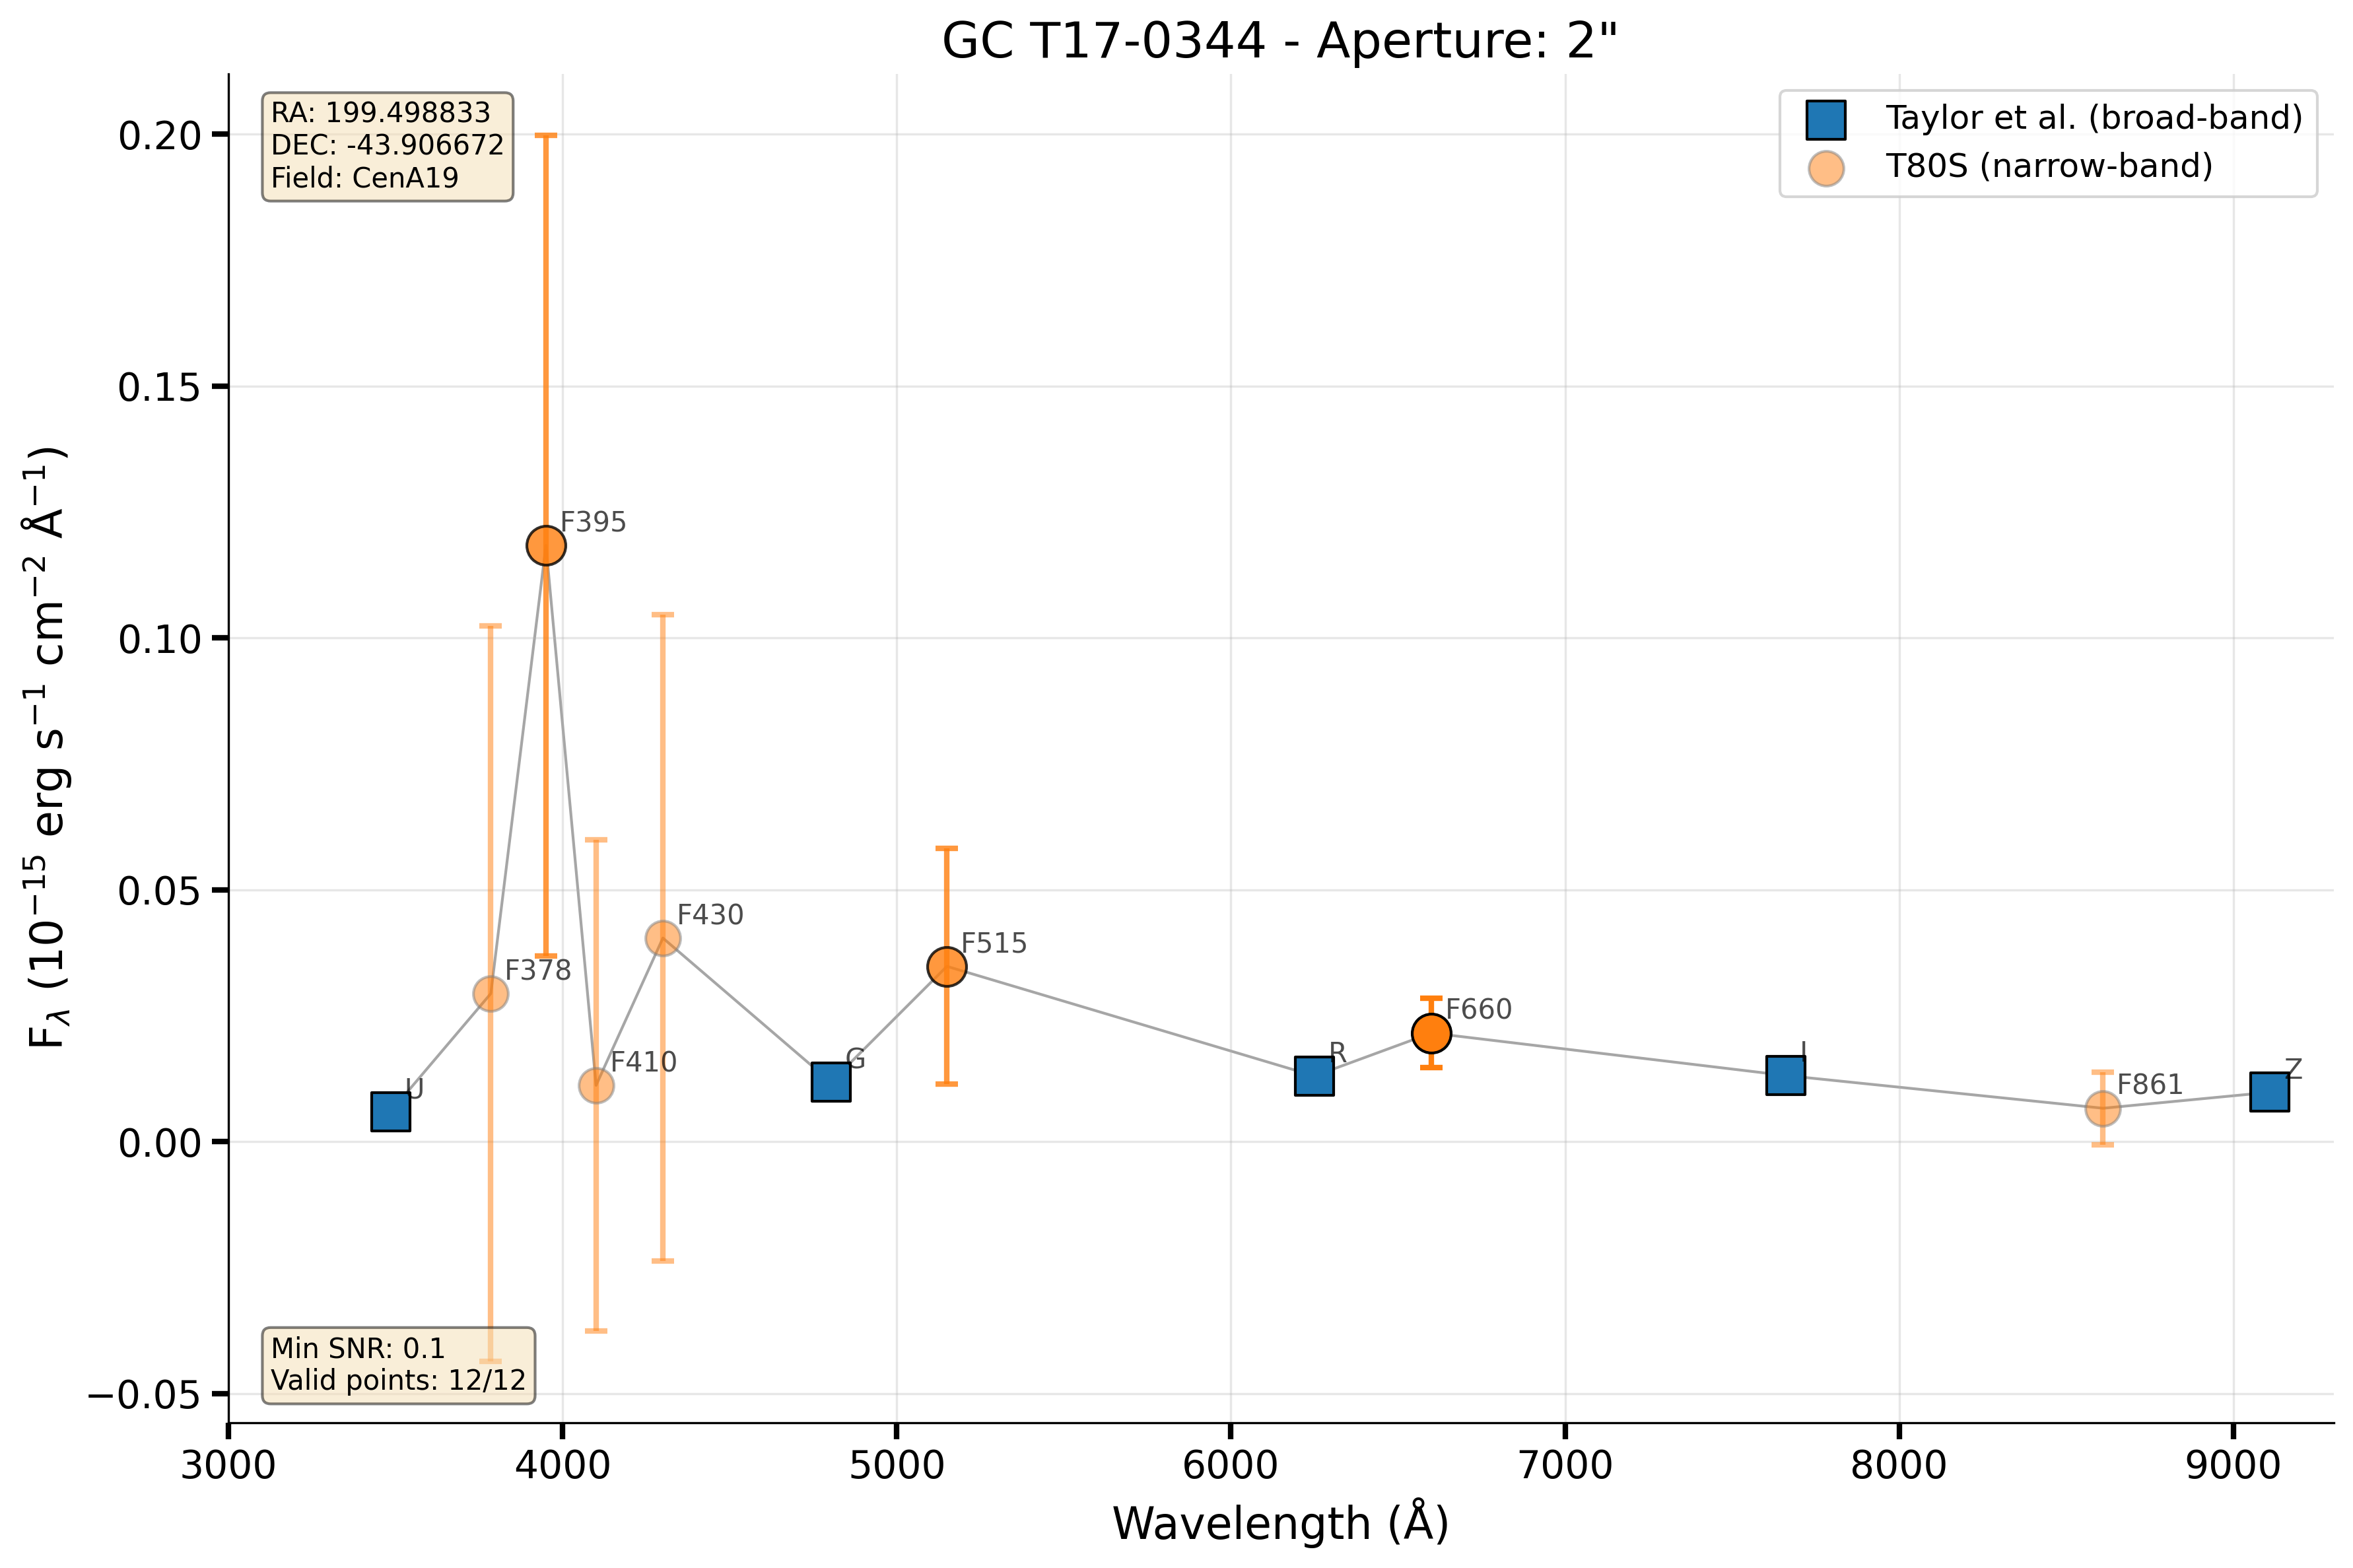 GC T17-0344 - Aperture: 2"
RA: 199.498833
DEC: -43.906672
Field: CenA19
Taylor et al. (broad-band)
T80S (narrow-band)
0.20
0.15
0.10
0.05
0.00
−0.05
F_λ (10⁻¹⁵ erg s⁻¹ cm⁻² Å⁻¹)
U
F378
F395
F410
F430
G
F515
R
F660
I
F861
Z
Min SNR: 0.1
Valid points: 12/12
3000
4000
5000
6000
7000
8000
9000
Wavelength (Å)